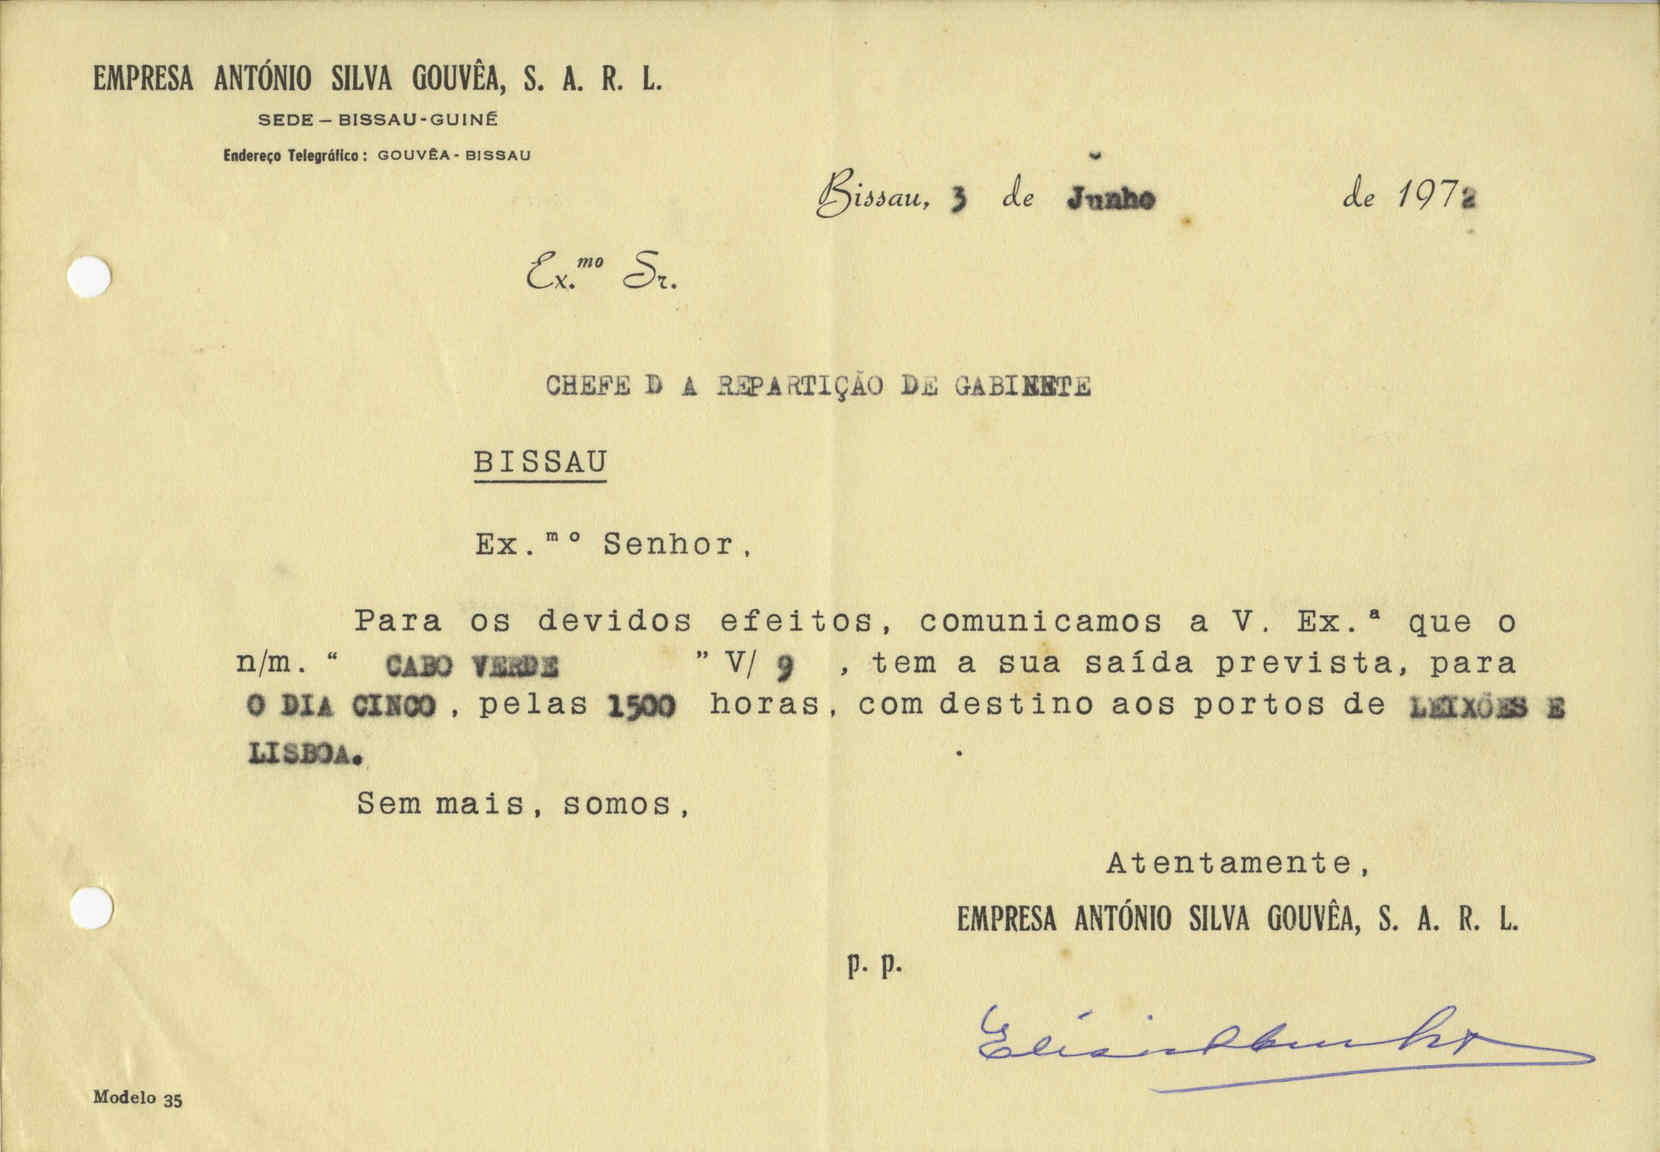 EMPRESA ANTÓNIO SILVA GOUVÊA, S. A. R. L.
SEDE — BISSAU-GUINÉ
Endereço Telegráfico : GOUVÊA - BISSAU
Bissau, 3 de Junho de 1972
Ex.mo Sr.
CHEFE D A REPARTIÇÃO DE GABINETE
BISSAU
Ex.mo Senhor,
Para os devidos efeitos, comunicamos a V. Ex.ª que o
n/m. “ CABO VERDE ” V/ 9 , tem a sua saída prevista, para
O DIA CINCO , pelas 1500 horas, com destino aos portos de LEIXÕES E
LISBOA.
Sem mais, somos,
Atentamente,
EMPRESA ANTÓNIO SILVA GOUVÊA, S. A. R. L.
p. p.
Modelo 35